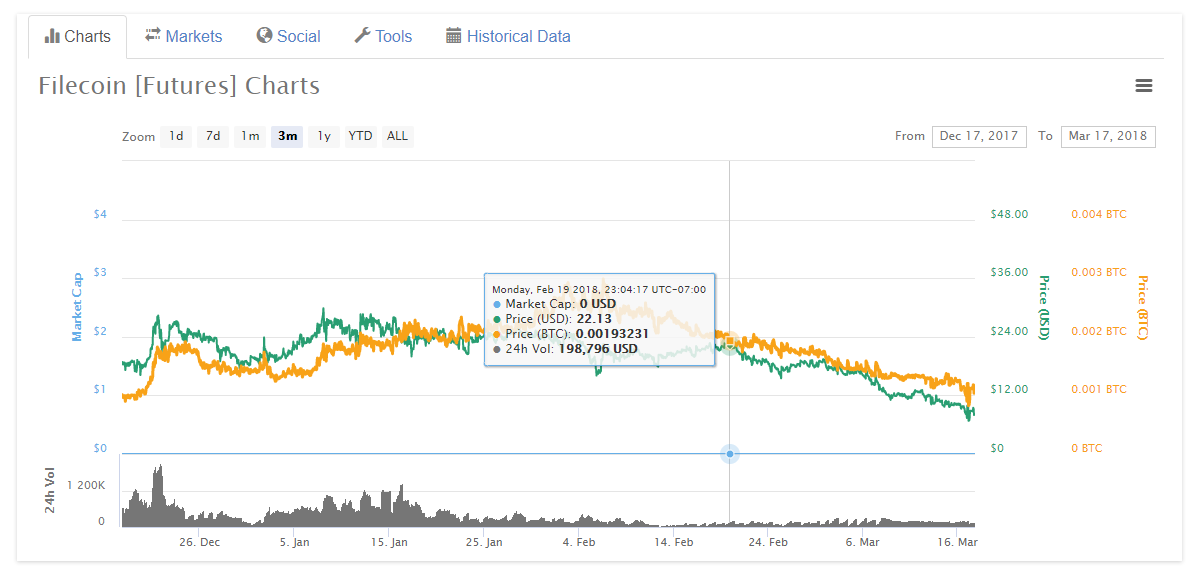 Charts Markets Social Tools Historical Data
Filecoin [Futures] Charts
Zoom 1d 7d 1m 3m 1y YTD ALL From Dec 17, 2017 To Mar 17, 2018
$4 $48.00 0.004 BTC
$3 $36.00 0.003 BTC
$2 $24.00 0.002 BTC
$1 $12.00 0.001 BTC
$0 $0 0 BTC
Market Cap
Price (USD)
Price (BTC)
Monday, Feb 19 2018, 23:04:17 UTC-07:00
Market Cap: 0 USD
Price (USD): 22.13
Price (BTC): 0.00193231
24h Vol: 198,796 USD
24h Vol
1 200K
0
26. Dec 5. Jan 15. Jan 25. Jan 4. Feb 14. Feb 24. Feb 6. Mar 16. Mar